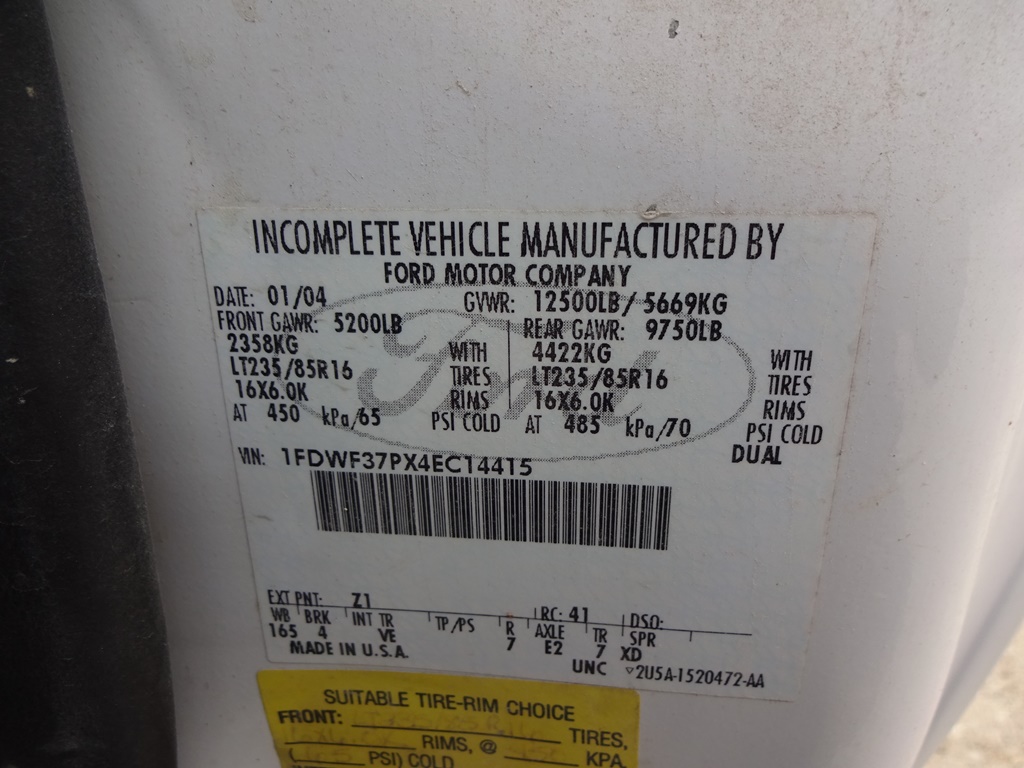 INCOMPLETE VEHICLE MANUFACTURED BY
FORD MOTOR COMPANY
DATE: 01/04 GVWR: 12500LB/ 5669KG
FRONT GAWR: 5200LB REAR GAWR: 9750LB
2358KG WITH 4422KG WITH
LT235/85R16 TIRES LT235/85R16 TIRES
16X6.0K RIMS 16X6.0K RIMS
AT 450 kPa/65 PSI COLD AT 485 kPa/70 PSI COLD
DUAL
Ford
VIN: 1FDWF37PX4EC14415
EXT PNT: Z1 RC: 41 DSO:
WB BRK INT TR TP/PS R AXLE TR SPR
165 4 VE 7 E2 7 XD
MADE IN U.S.A.
UNC 2U5A-1520472-AA
SUITABLE TIRE-RIM CHOICE
FRONT: TIRES,
RIMS, @ KPA
( PSI) COLD